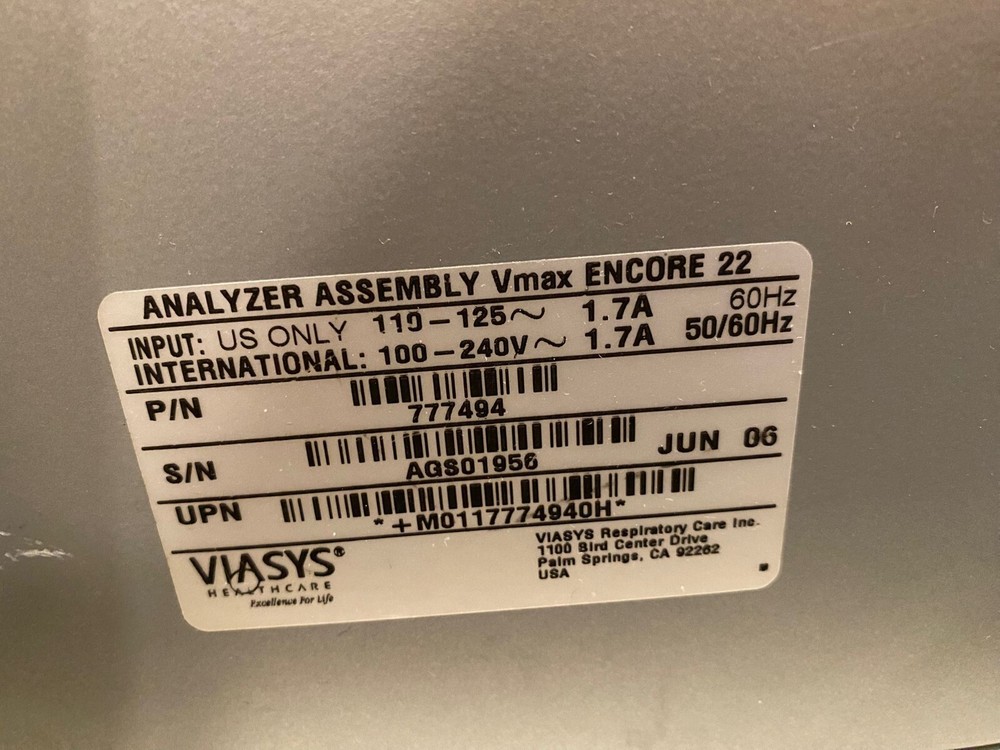 ANALYZER ASSEMBLY Vmax ENCORE 22
INPUT: US ONLY 110-125~ 1.7A 60Hz
INTERNATIONAL: 100-240V~ 1.7A 50/60Hz
P/N
777494
S/N
AGS01956
JUN 06
UPN
*+M0117774940H*
VIASYS®
HEALTHCARE
Excellence For Life
VIASYS Respiratory Care Inc.
1100 Bird Center Drive
Palm Springs, CA 92262
USA